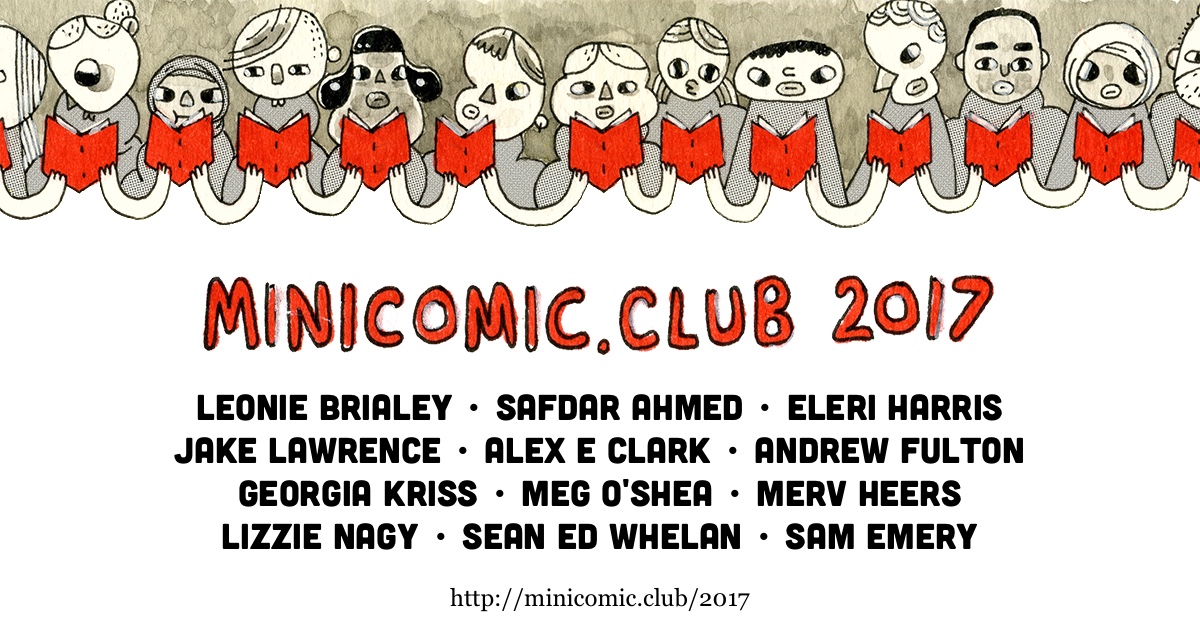 MINICOMIC.CLUB 2017
LEONIE BRIALEY • SAFDAR AHMED • ELERI HARRIS
JAKE LAWRENCE • ALEX E CLARK • ANDREW FULTON
GEORGIA KRISS • MEG O'SHEA • MERV HEERS
LIZZIE NAGY • SEAN ED WHELAN • SAM EMERY
http://minicomic.club/2017